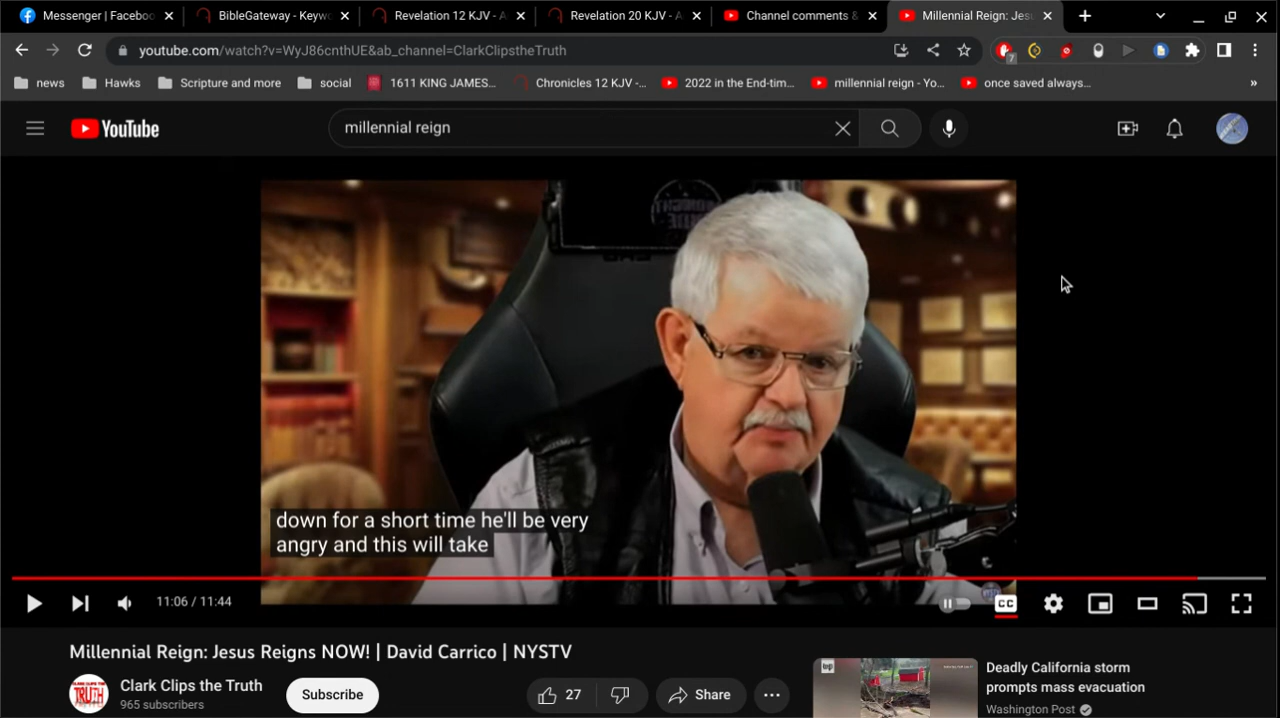 Messenger | Faceboo
BibleGateway - Keyw
Revelation 12 KJV - A
Revelation 20 KJV - A
Channel comments &
Millennial Reign: Jesu
youtube.com/watch?v=WyJ86cnthUE&ab_channel=ClarkClipstheTruth
7
news
Hawks
Scripture and more
social
1611 KING JAMES...
Chronicles 12 KJV -...
2022 in the End-tim...
millennial reign - Yo...
once saved always...
»
YouTube
millennial reign
down for a short time he'll be very
angry and this will take
11:06 / 11:44
CC
Millennial Reign: Jesus Reigns NOW! | David Carrico | NYSTV
TRUTH
Clark Clips the Truth
965 subscribers
Subscribe
27
Share
Deadly California storm
prompts mass evacuation
Washington Post